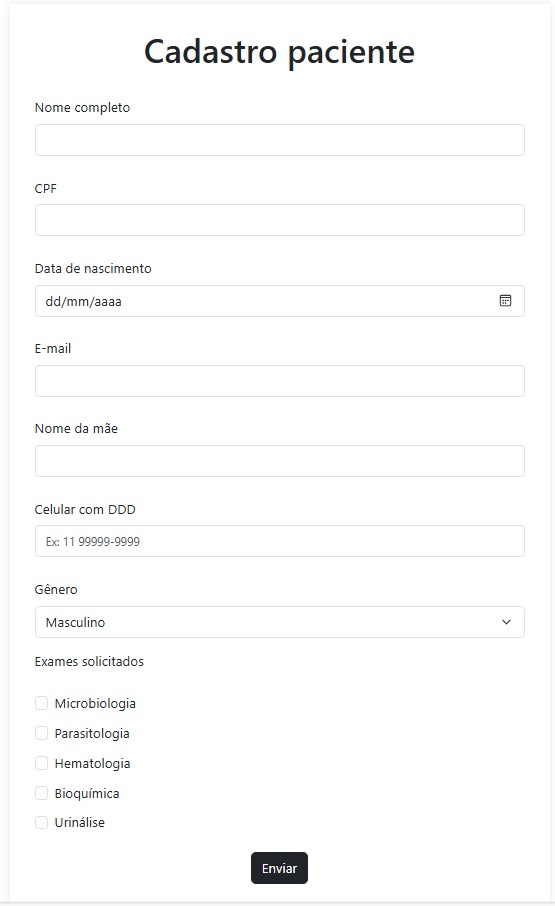 Cadastro paciente
Nome completo
CPF
Data de nascimento
dd/mm/aaaa
E-mail
Nome da mãe
Celular com DDD
Ex: 11 99999-9999
Gênero
Masculino
Exames solicitados
Microbiologia
Parasitologia
Hematologia
Bioquímica
Urinálise
Enviar